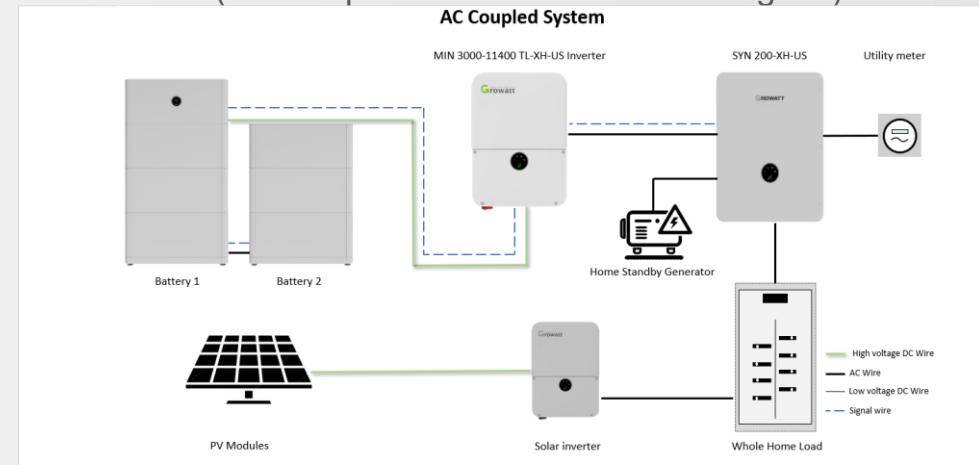 AC Coupled System
MIN 3000-11400 TL-XH-US Inverter
SYN 200-XH-US
Utility meter
Growatt
GROWATT
Home Standby Generator
Battery 1
Battery 2
Growatt
High voltage DC Wire
AC Wire
Low voltage DC Wire
Signal wire
PV Modules
Solar inverter
Whole Home Load